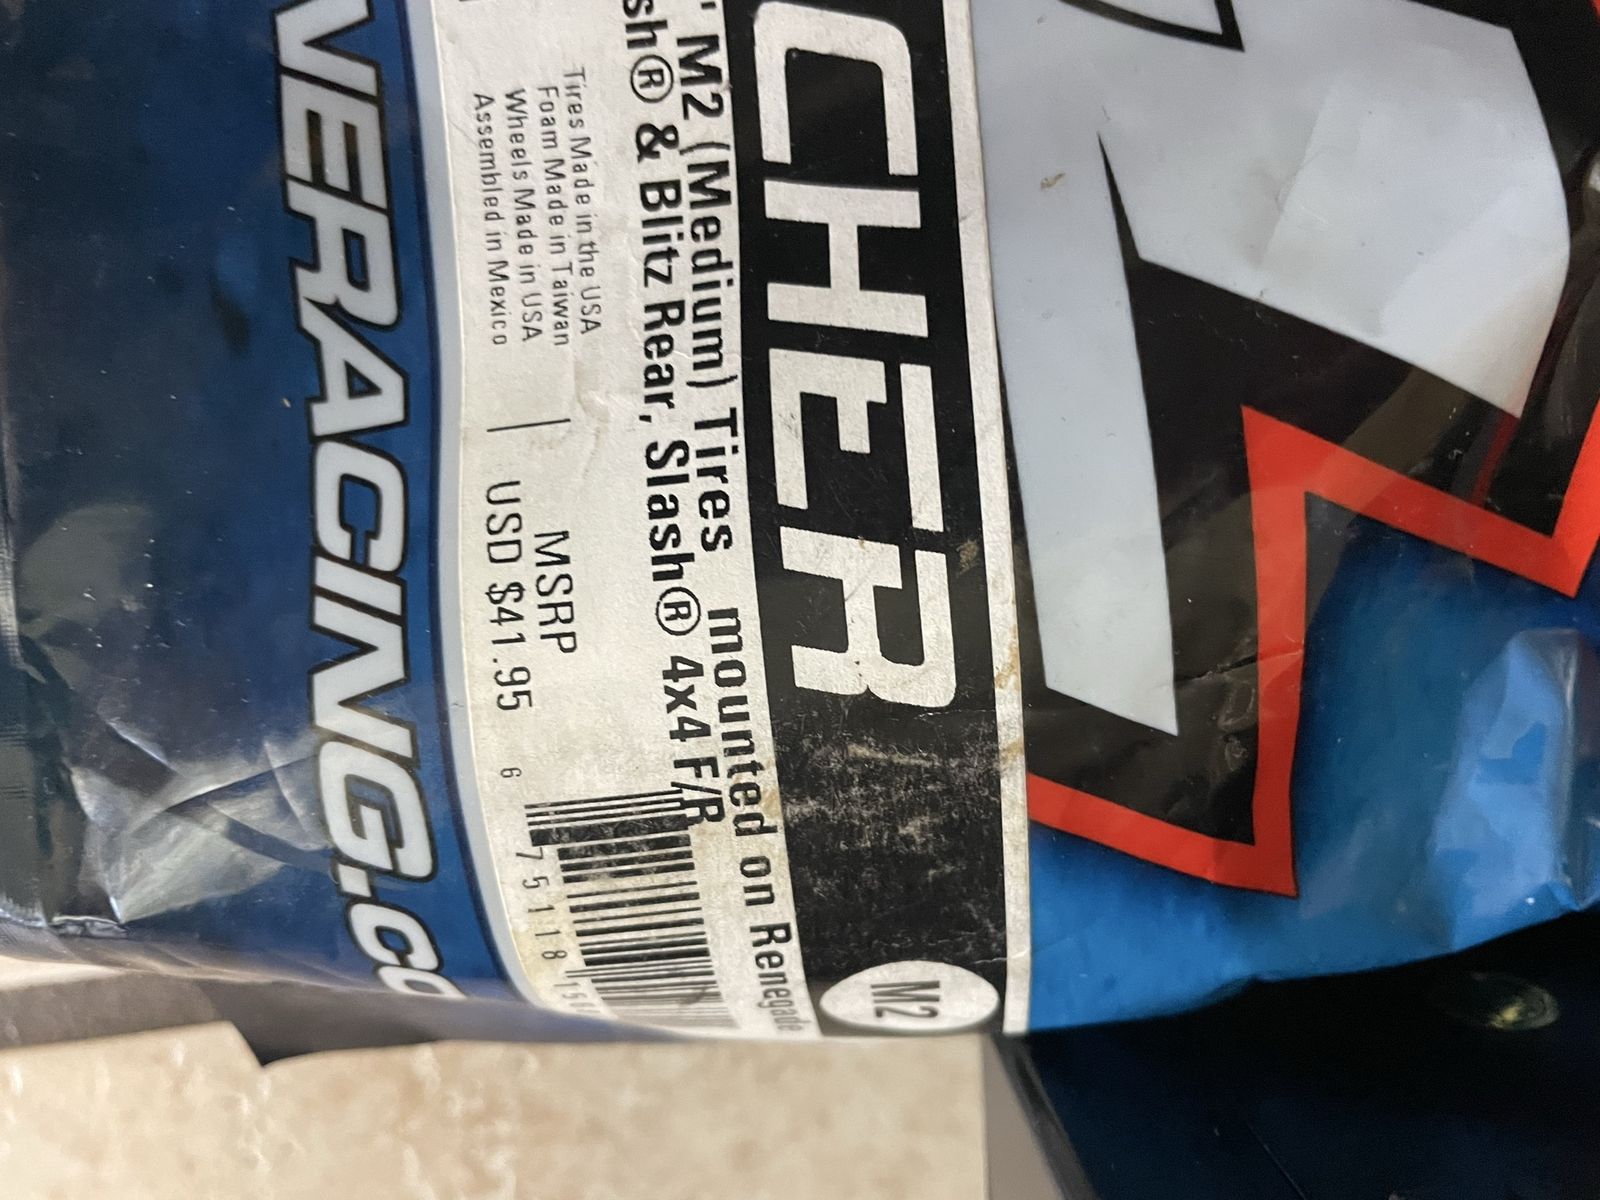 CHER
M2
M2 (Medium) Tires mounted on Renegade
sh® & Blitz Rear, Slash® 4x4 F/R
Tires Made in the USA
Foam Made in Taiwan
Wheels Made in USA
Assembled in Mexico
MSRP
USD $41.95
6 75118
VERACING.CO